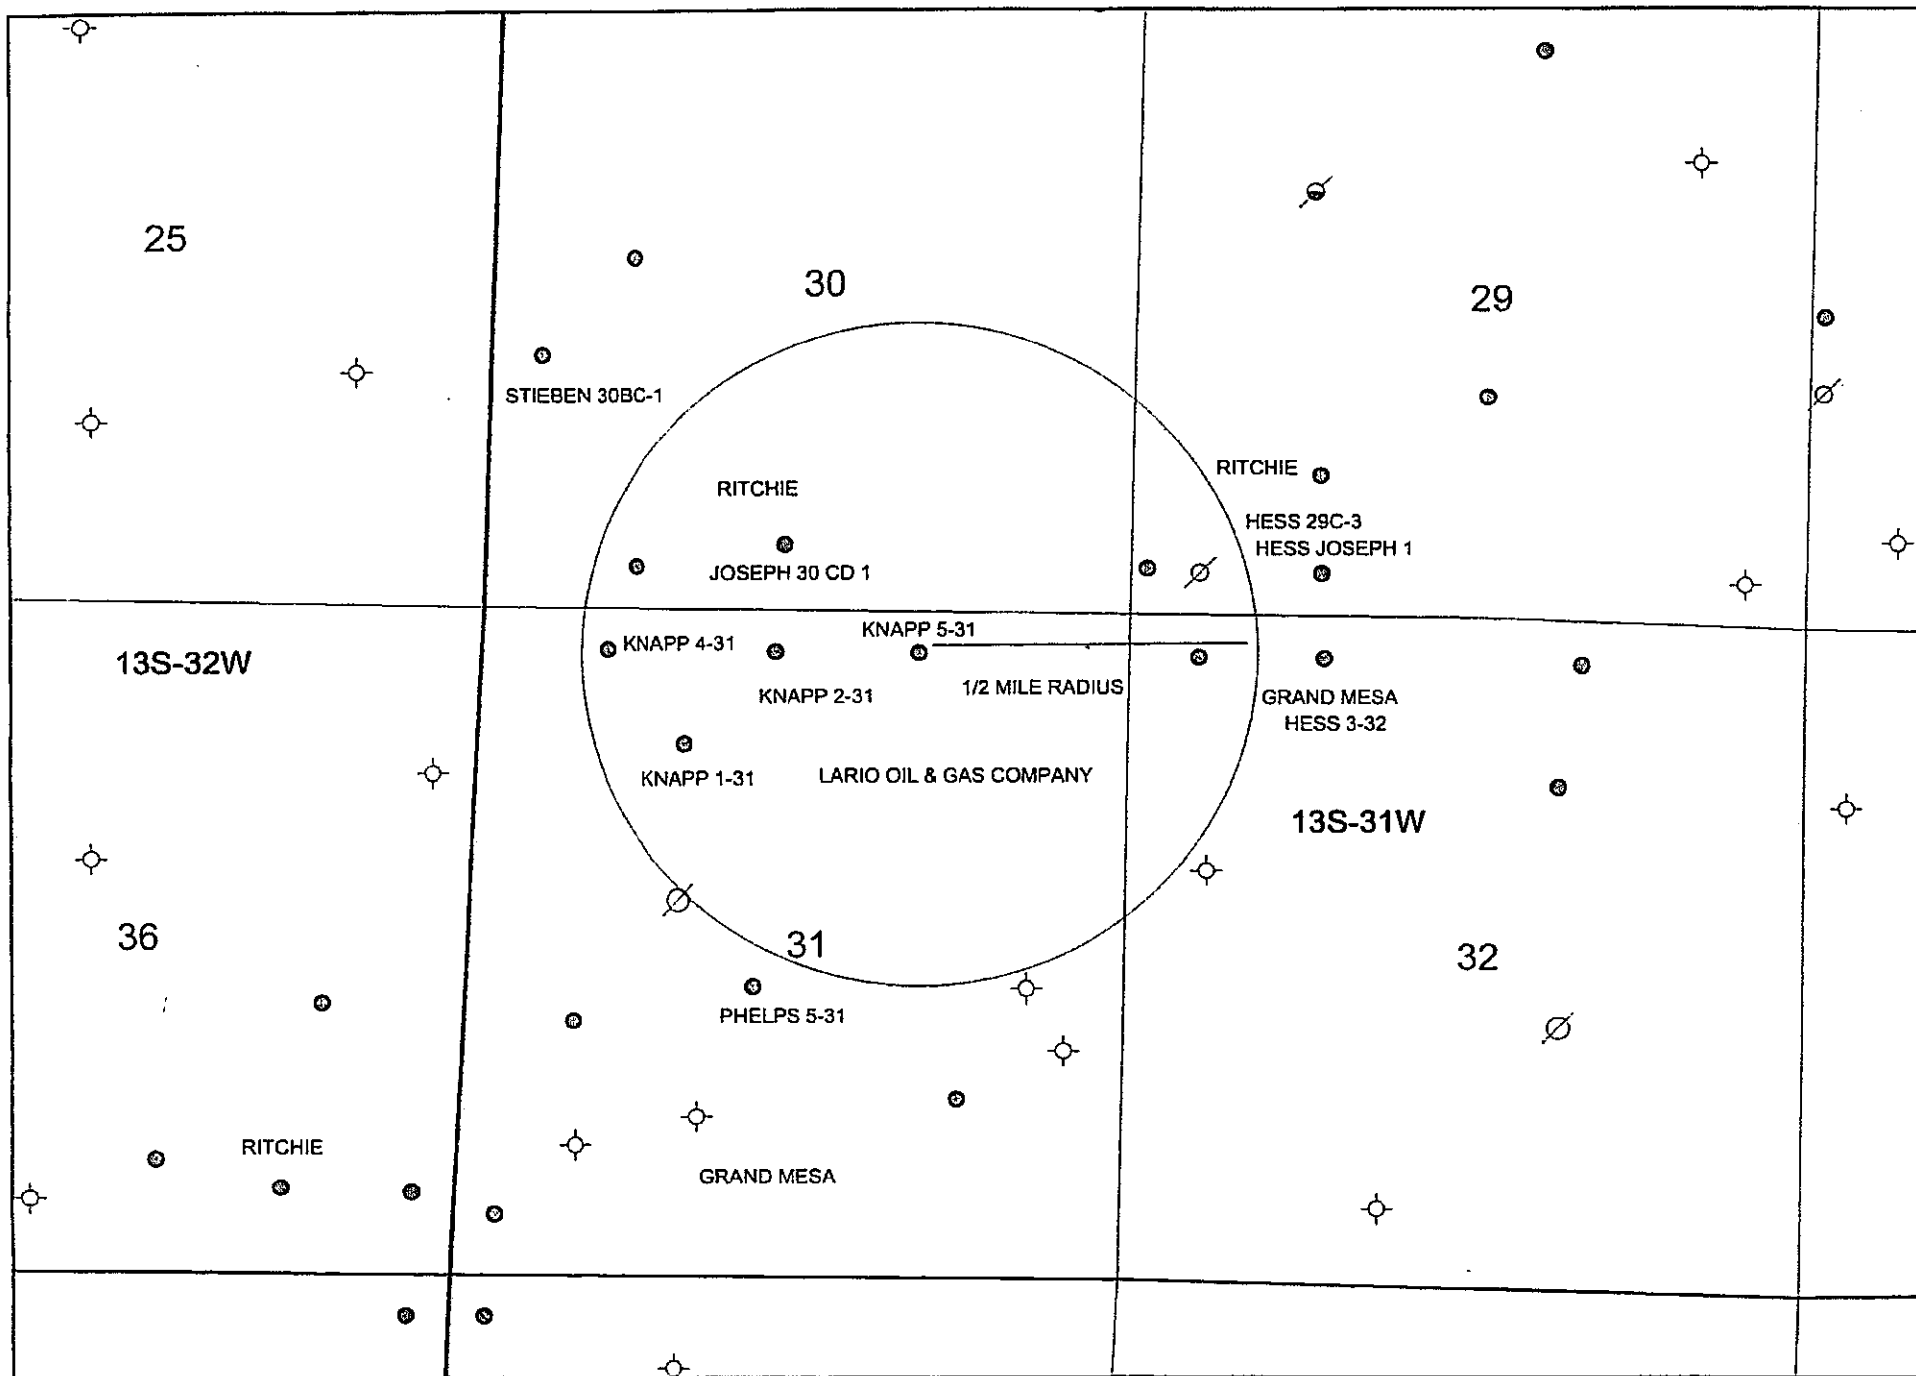 25
30
29
STIEBEN 30BC-1
RITCHIE
RITCHIE
HESS 29C-3
HESS JOSEPH 1
JOSEPH 30 CD 1
KNAPP 5-31
KNAPP 4-31
13S-32W
KNAPP 2-31
1/2 MILE RADIUS
GRAND MESA
HESS 3-32
KNAPP 1-31
LARIO OIL & GAS COMPANY
13S-31W
36
31
32
PHELPS 5-31
RITCHIE
GRAND MESA